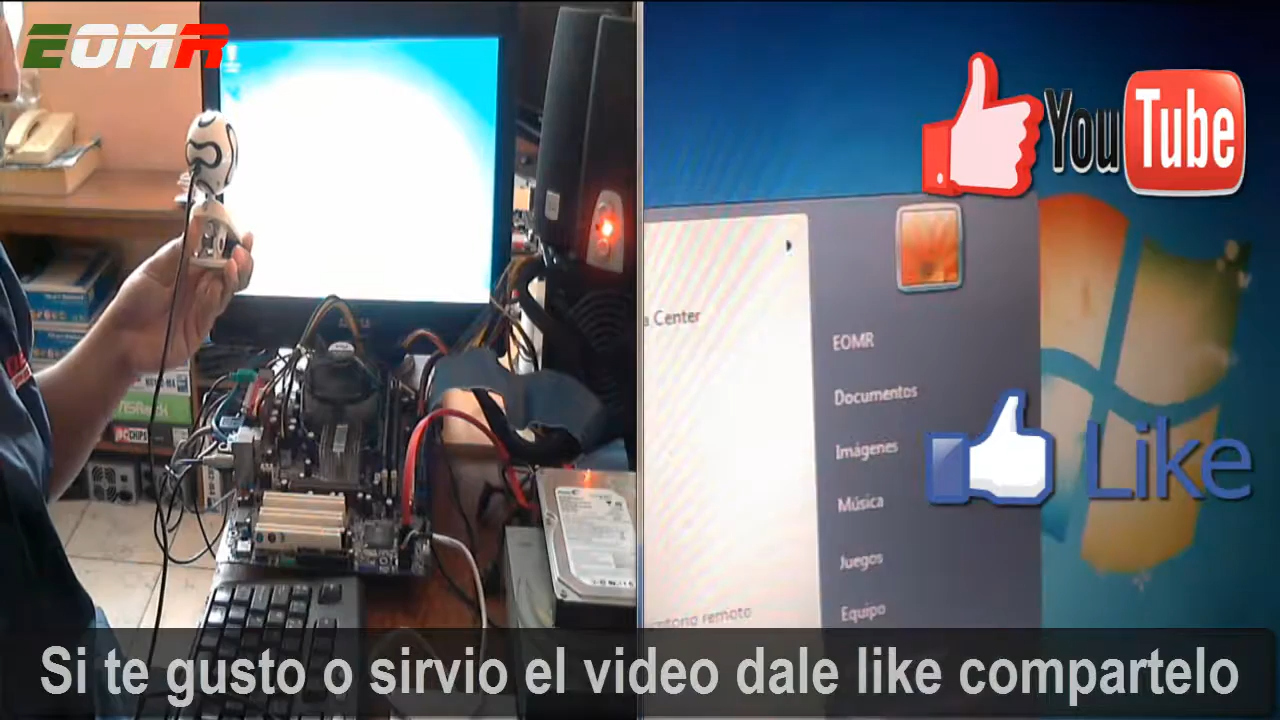 EOMR
YouTube
a Center
EOMR
Documentos
Imágenes
Like
Música
Juegos
Equipo
remoto
Si te gusto o sirvio el video dale like compartelo